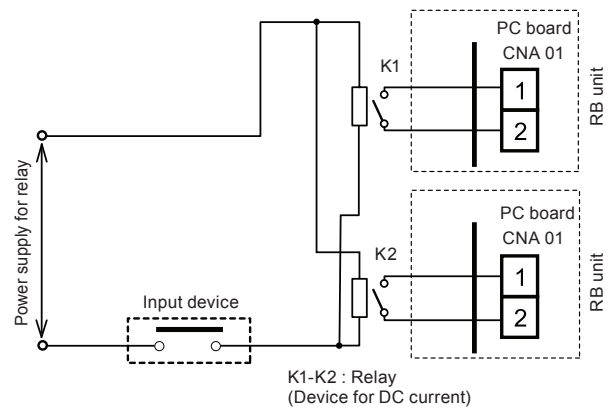 PC board
CNA 01
K1
1
2
RB unit
Power supply for relay
PC board
CNA 01
K2
1
2
RB unit
Input device
K1-K2 : Relay
(Device for DC current)